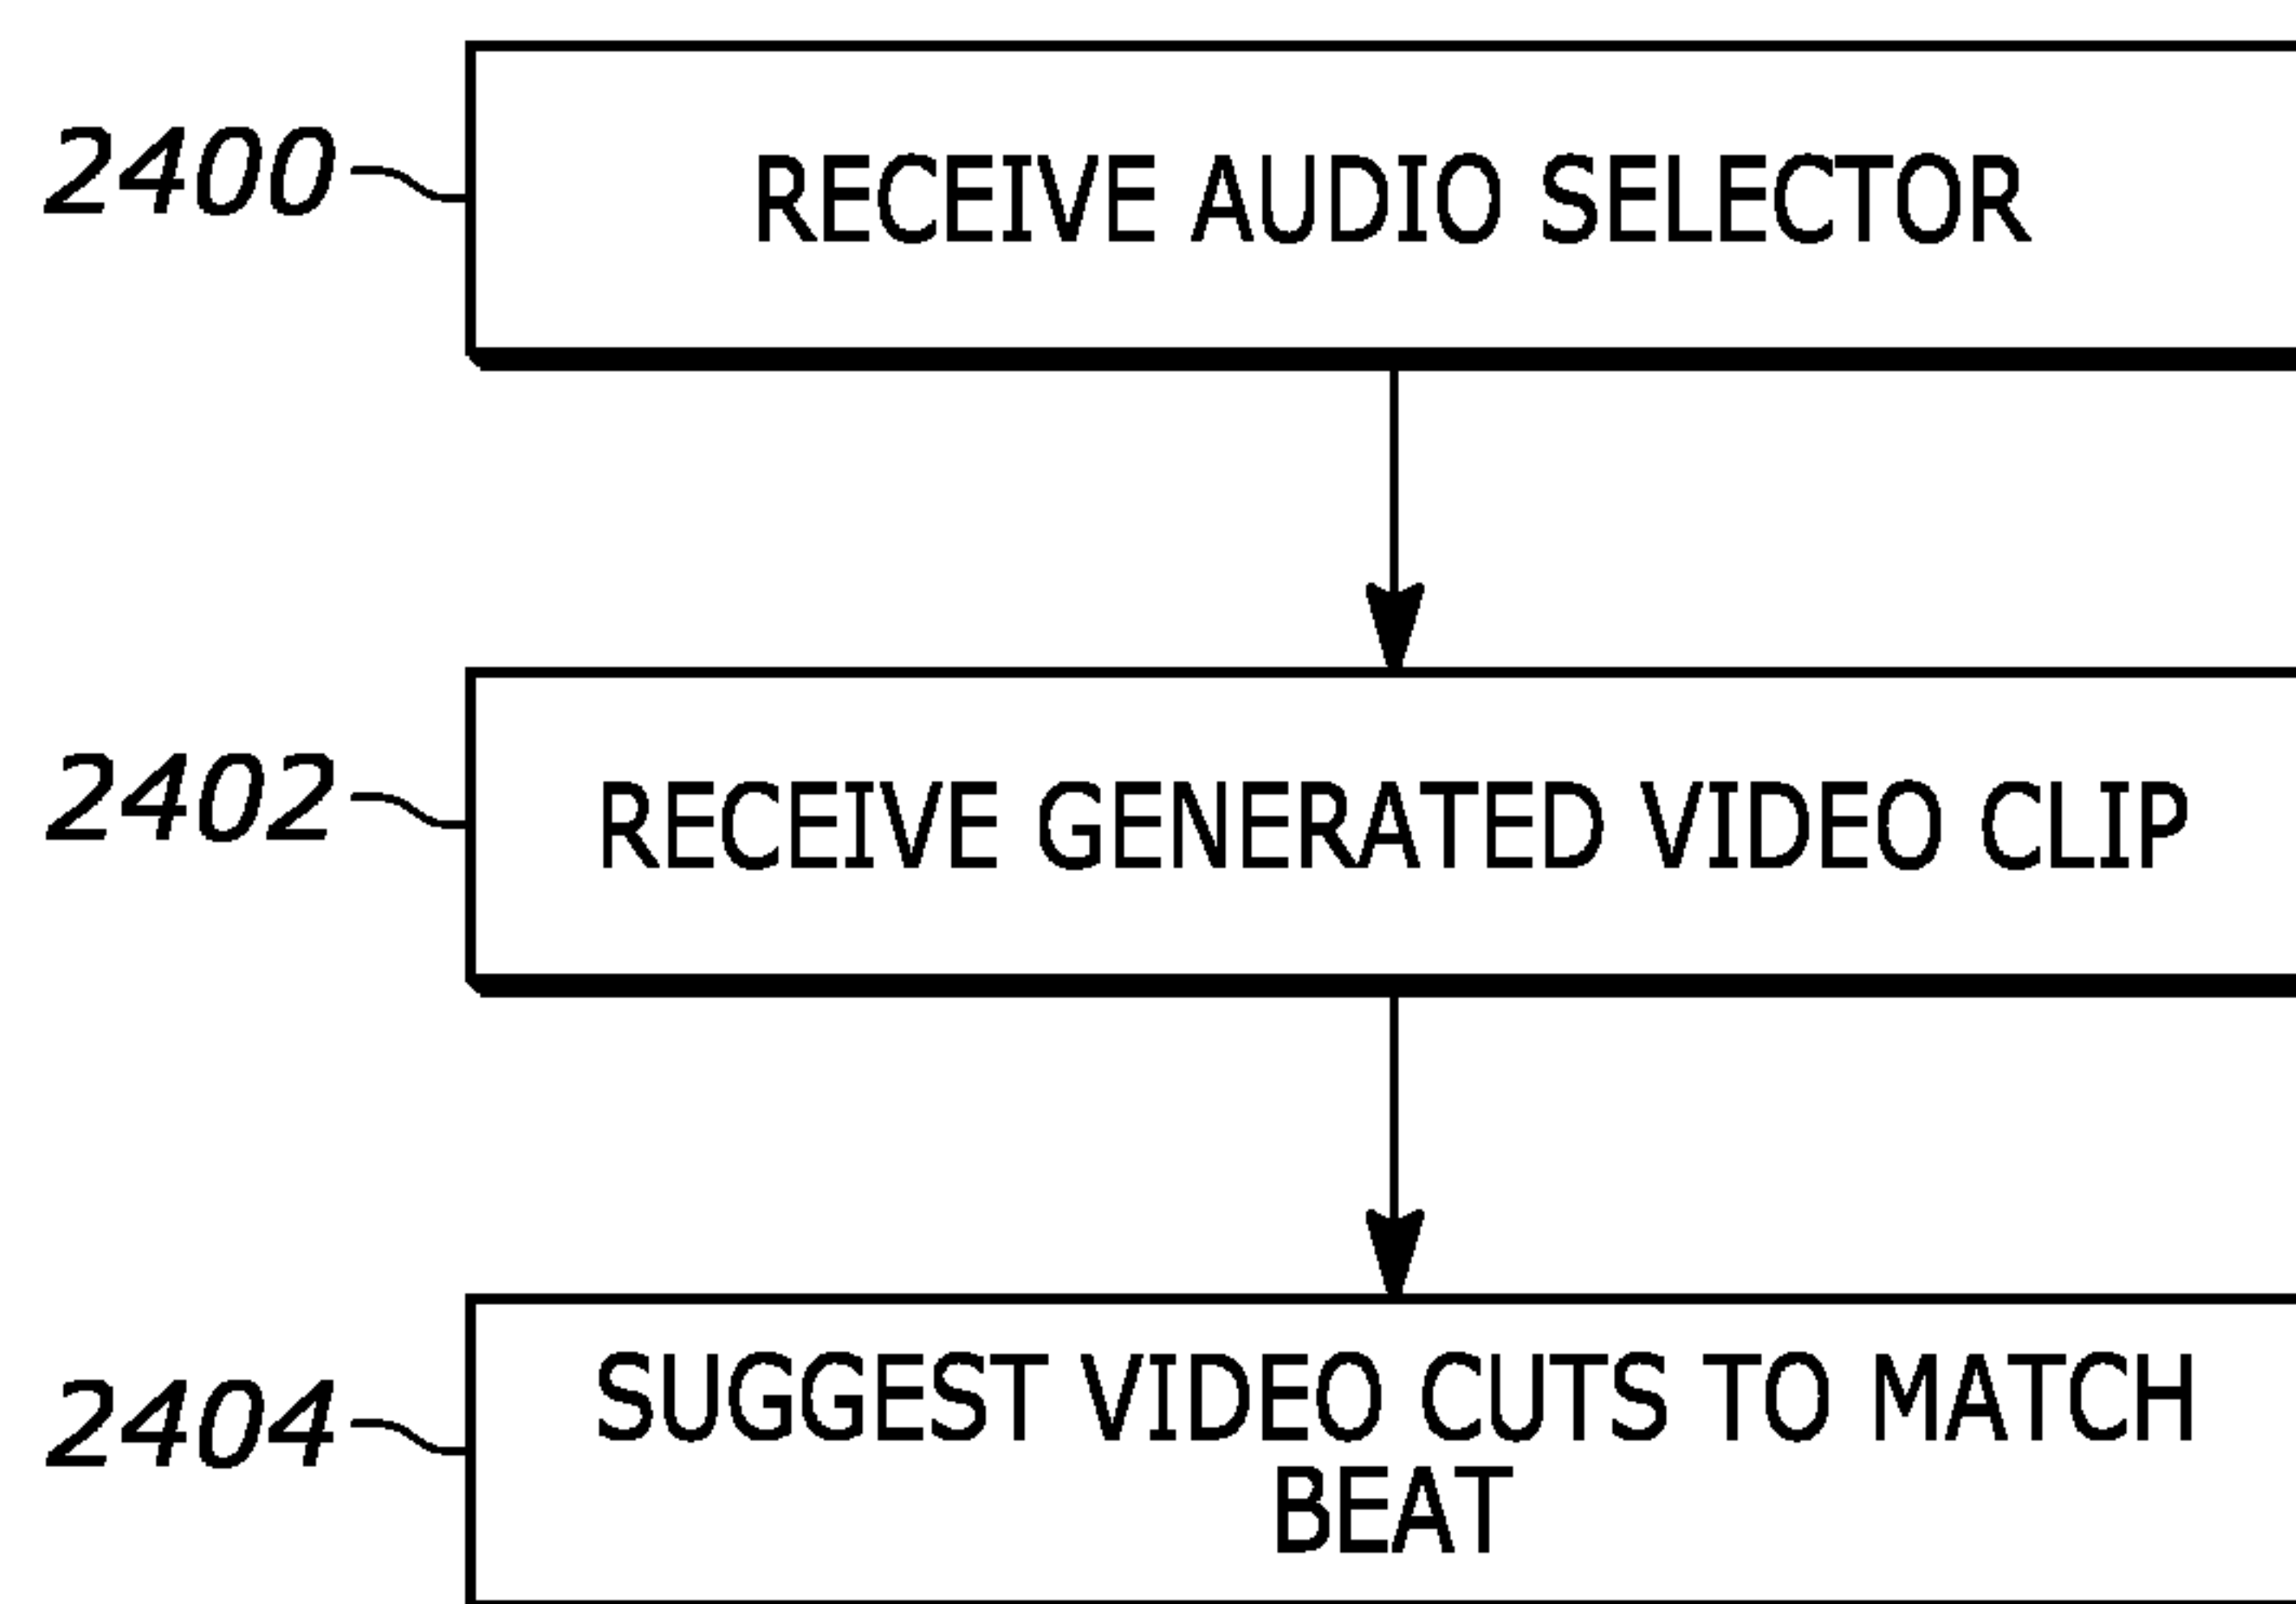 2400
RECEIVE AUDIO SELECTOR
2402
RECEIVE GENERATED VIDEO CLIP
2404
SUGGEST VIDEO CUTS TO MATCH
BEAT